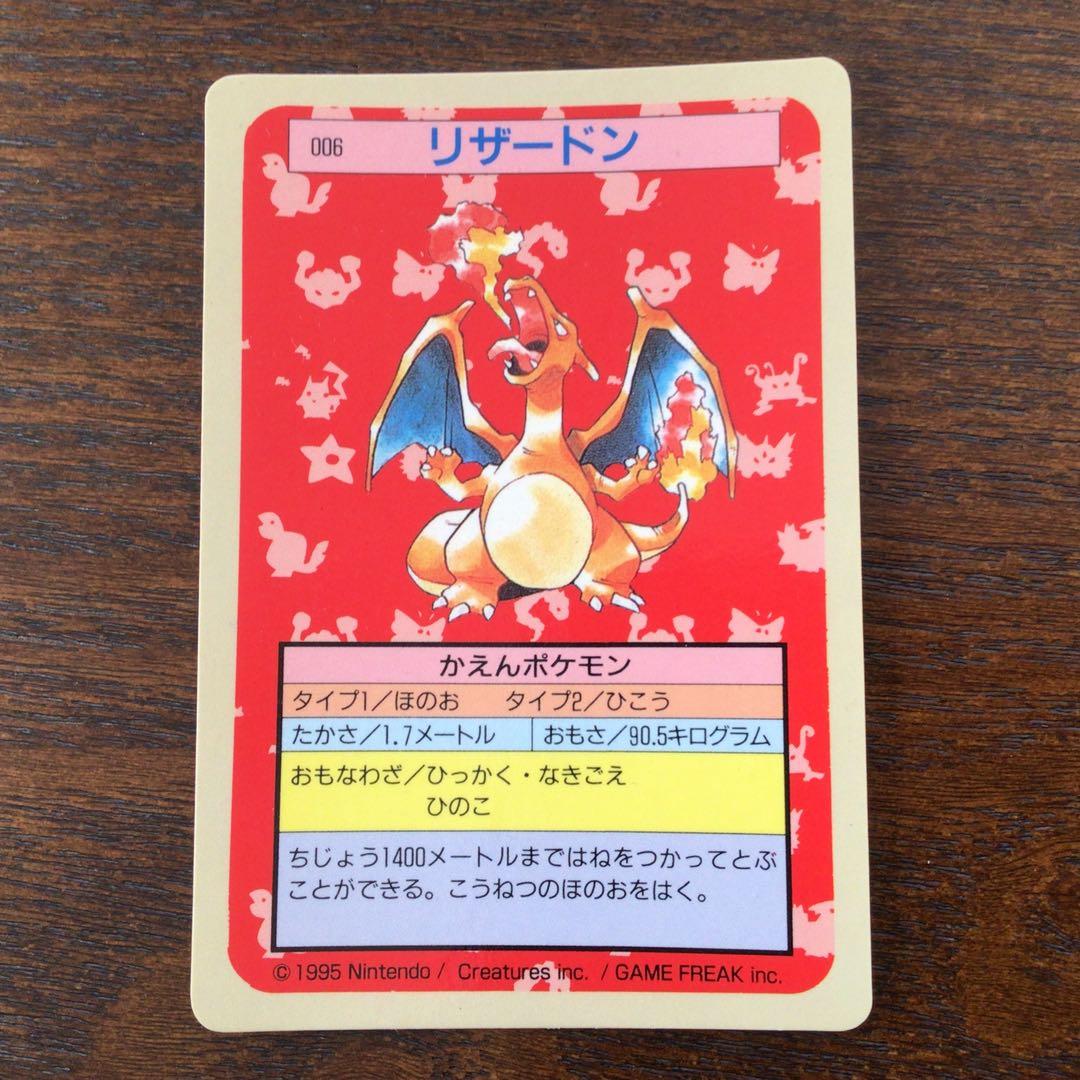 006 リザードン
かえんポケモン
タイプ1／ほのお タイプ2／ひこう
たかさ／1.7メートル おもさ／90.5キログラム
おもなわざ／ひっかく・なきごえ
ひのこ
ちじょう1400メートルまではねをつかってとぶ
ことができる。こうねつのほのおをはく。
©1995 Nintendo / Creatures inc. / GAME FREAK inc.